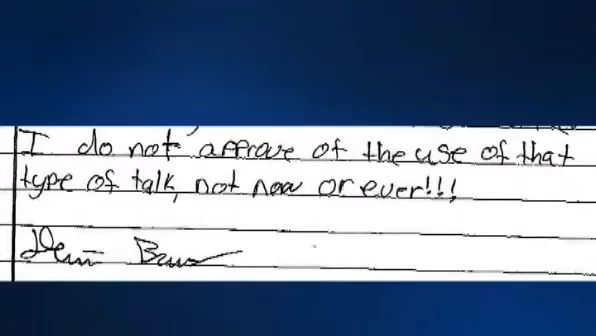 I do not approve of the use of that
type of talk, not now or ever!!!